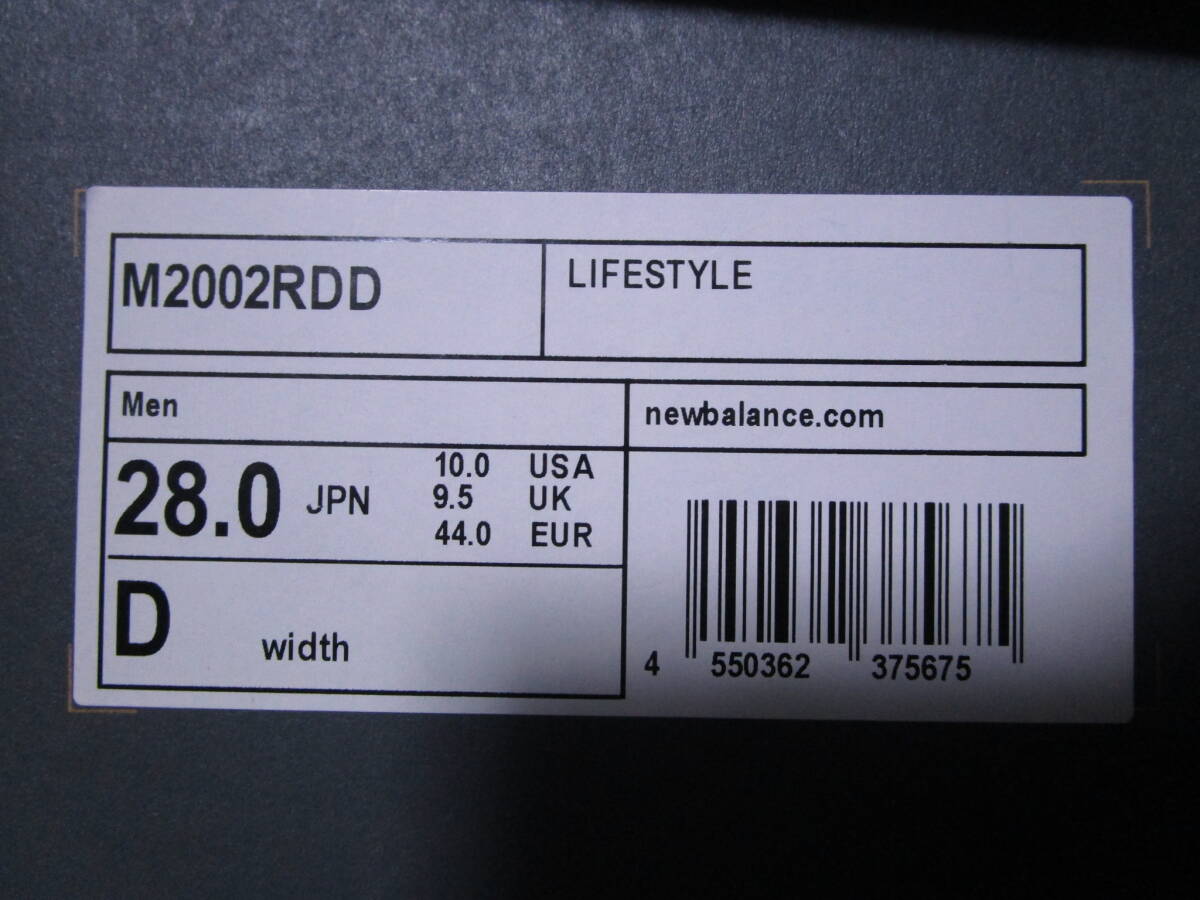 M2002RDD
LIFESTYLE
Men
newbalance.com
28.0 JPN
10.0 USA
9.5 UK
44.0 EUR
D width
4 550362 375675